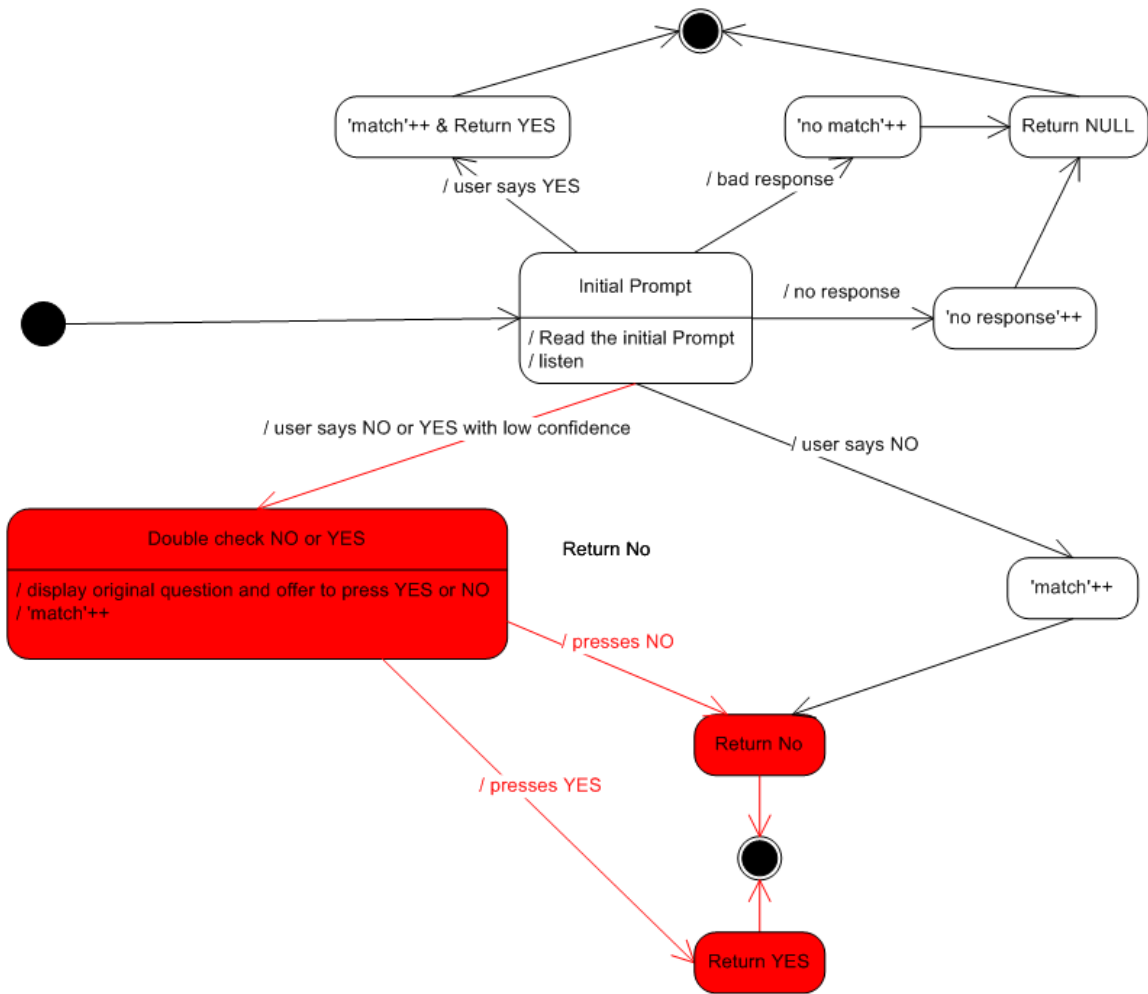 'match'++ & Return YES
'no match'++
Return NULL
/ user says YES
/ bad response
Initial Prompt
/ Read the initial Prompt
/ listen
/ no response
'no response'++
/ user says NO or YES with low confidence
/ user says NO
Double check NO or YES
/ display original question and offer to press YES or NO
/ 'match'++
Return No
'match'++
/ presses NO
Return No
/ presses YES
Return YES